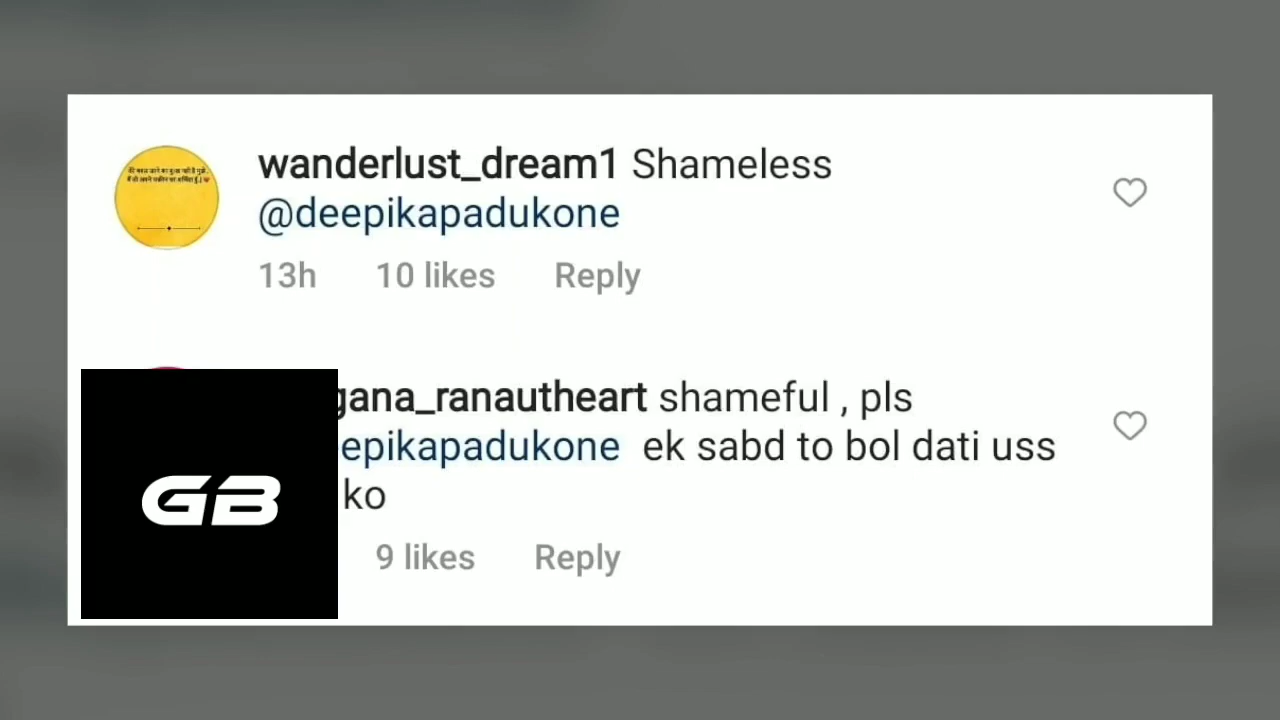 wanderlust_dream1 Shameless
@deepikapadukone
13h 10 likes Reply
gana_ranautheart shameful , pls
epikapadukone ek sabd to bol dati uss
ko
GB
9 likes Reply